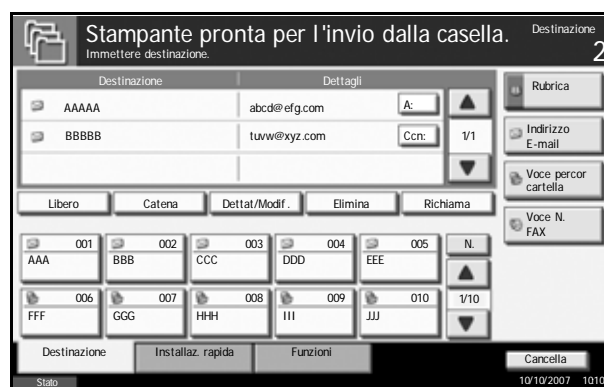 Stampante pronta per l'invio dalla casella.
Immettere destinazione.
Destinazione
2
Destinazione Dettagli
AAAAA abcd@efg.com A:
BBBBB tuvw@xyz.com Ccn:
1/1
Rubrica
Indirizzo
E-mail
Voce percor
cartella
Voce N.
FAX
Libero Catena Dettat/Modif. Elimina Richiama
001 002 003 004 005 N.
AAA BBB CCC DDD EEE
006 007 008 009 010 1/10
FFF GGG HHH III JJJ
Destinazione Installaz. rapida Funzioni
Cancella
Stato 10/10/2007 1010